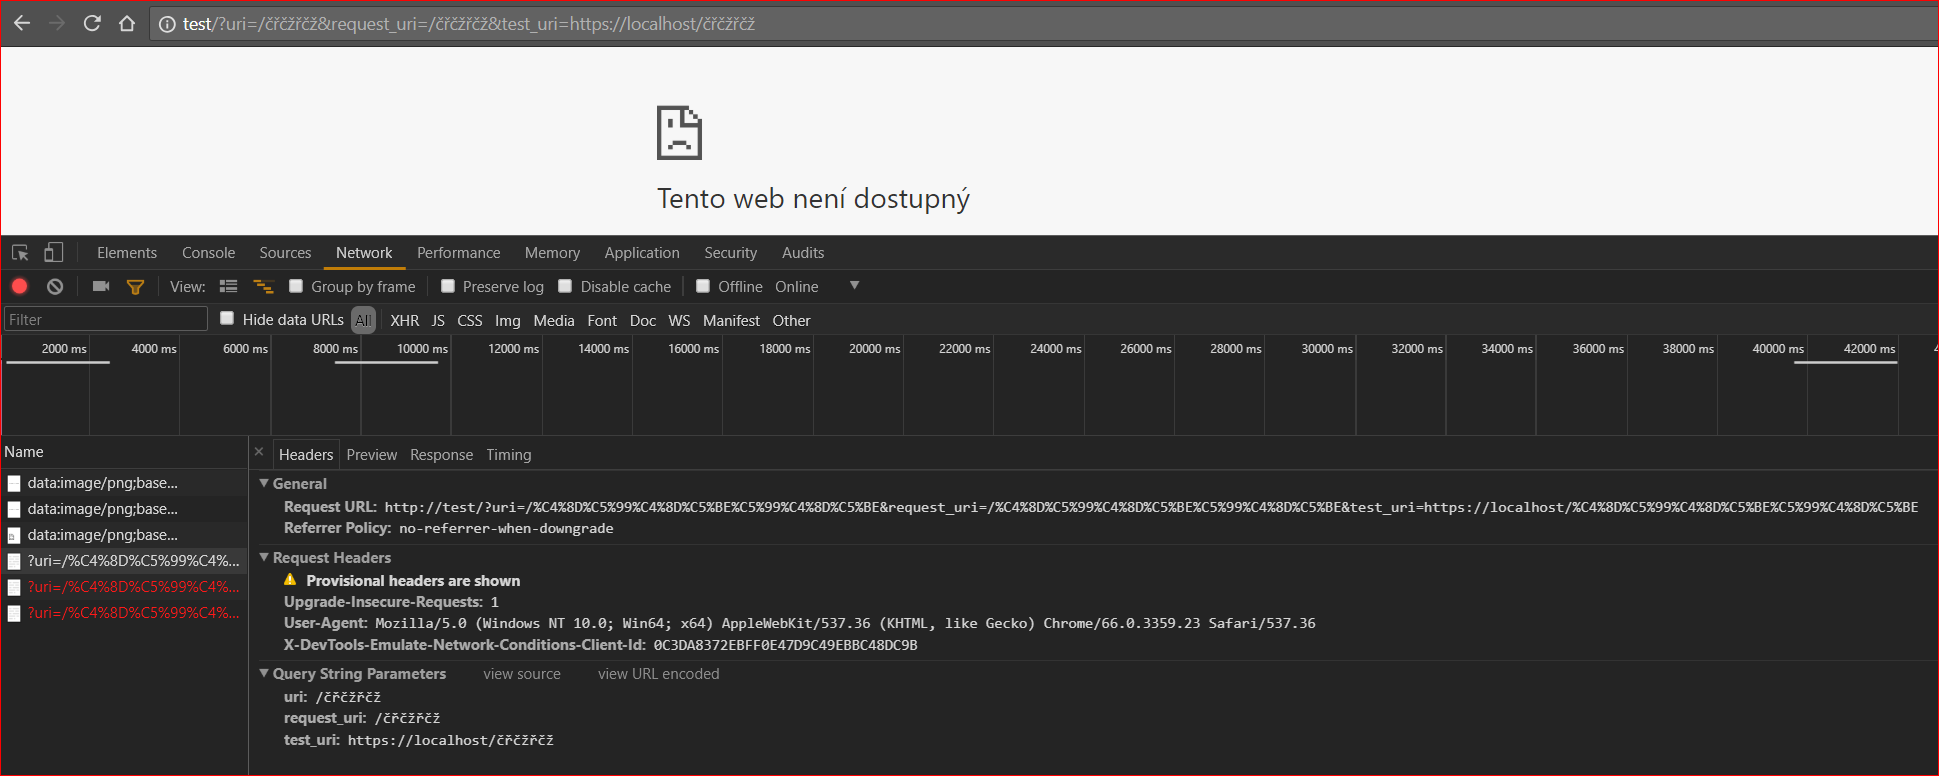 test/?uri=/čřčžřčž&request_uri=/čřčžřčž&test_uri=https://localhost/čřčžřčž
Tento web není dostupný
Elements Console Sources Network Performance Memory Application Security Audits
View: Group by frame Preserve log Disable cache Offline Online
Filter Hide data URLs All XHR JS CSS Img Media Font Doc WS Manifest Other
2000 ms 4000 ms 6000 ms 8000 ms 10000 ms 12000 ms 14000 ms 16000 ms 18000 ms 20000 ms 22000 ms 24000 ms 26000 ms 28000 ms 30000 ms 32000 ms 34000 ms 36000 ms 38000 ms 40000 ms 42000 ms
Name
data:image/png;base...
data:image/png;base...
data:image/png;base...
?uri=/%C4%8D%C5%99%C4%...
?uri=/%C4%8D%C5%99%C4%...
?uri=/%C4%8D%C5%99%C4%...
Headers Preview Response Timing
General
Request URL: http://test/?uri=/%C4%8D%C5%99%C4%8D%C5%BE%C5%99%C4%8D%C5%BE&request_uri=/%C4%8D%C5%99%C4%8D%C5%BE%C5%99%C4%8D%C5%BE&test_uri=https://localhost/%C4%8D%C5%99%C4%8D%C5%BE%C5%99%C4%8D%C5%BE
Referrer Policy: no-referrer-when-downgrade
Request Headers
Provisional headers are shown
Upgrade-Insecure-Requests: 1
User-Agent: Mozilla/5.0 (Windows NT 10.0; Win64; x64) AppleWebKit/537.36 (KHTML, like Gecko) Chrome/66.0.3359.23 Safari/537.36
X-DevTools-Emulate-Network-Conditions-Client-Id: 0C3DA8372EBFF0E47D9C49EBBC48DC9B
Query String Parameters view source view URL encoded
uri: /čřčžřčž
request_uri: /čřčžřčž
test_uri: https://localhost/čřčžřčž